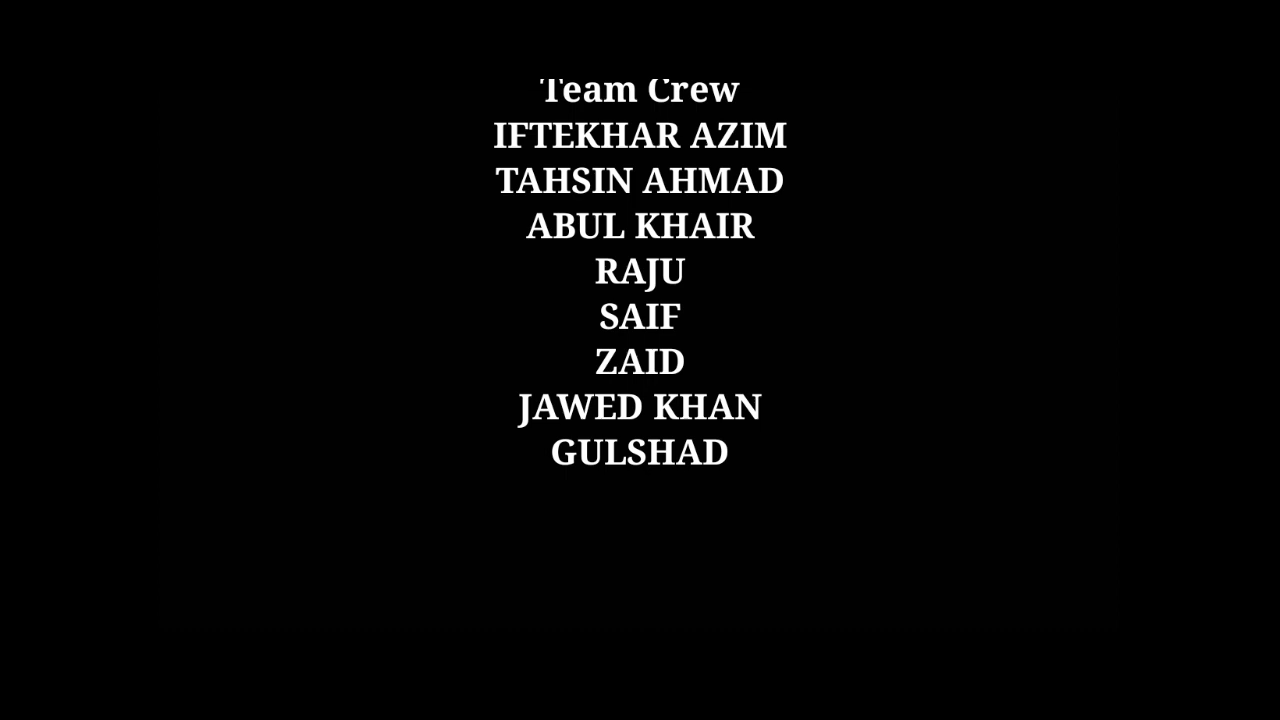 Team Crew
IFTEKHAR AZIM
TAHSIN AHMAD
ABUL KHAIR
RAJU
SAIF
ZAID
JAWED KHAN
GULSHAD